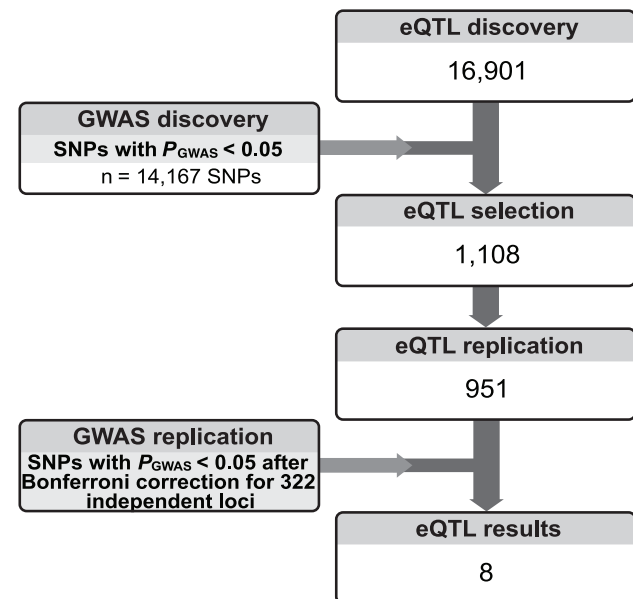 eQTL discovery
16,901
GWAS discovery
SNPs with PGWAS < 0.05
n = 14,167 SNPs
eQTL selection
1,108
eQTL replication
951
GWAS replication
SNPs with PGWAS < 0.05 after
Bonferroni correction for 322
independent loci
eQTL results
8